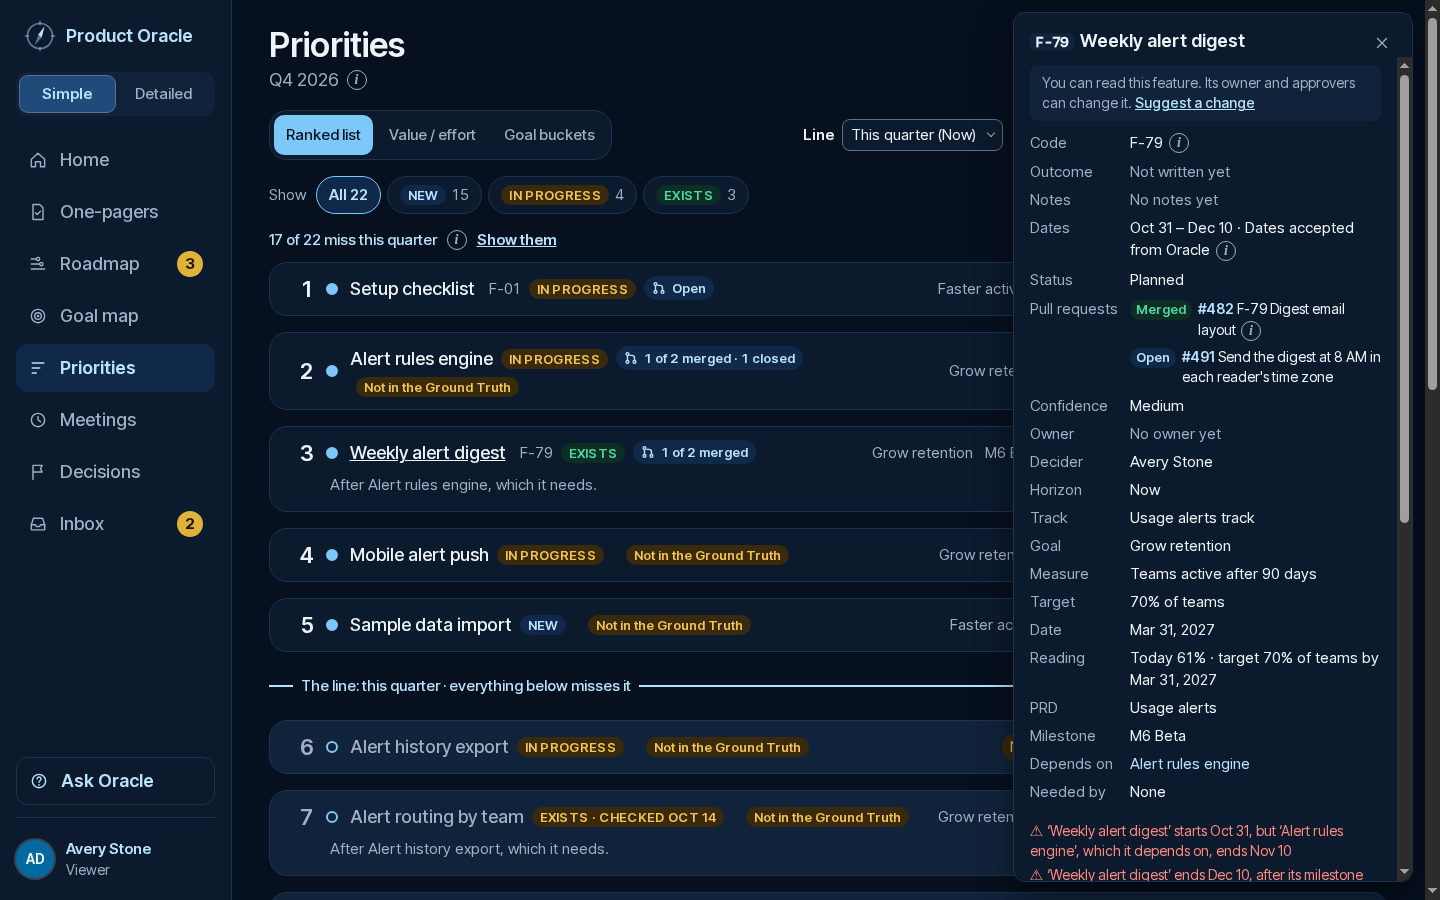 Product Oracle
Simple
Detailed
Home
One-pagers
Roadmap
3
Goal map
Priorities
Meetings
Decisions
Inbox
2
Ask Oracle
AD
Avery Stone
Viewer
Priorities
Q4 2026 i
Ranked list
Value / effort
Goal buckets
Line
This quarter (Now)
Show
All 22
NEW 15
IN PROGRESS 4
EXISTS 3
17 of 22 miss this quarter i Show them
1 Setup checklist F-01 IN PROGRESS Open
2 Alert rules engine IN PROGRESS 1 of 2 merged · 1 closed
Not in the Ground Truth
3 Weekly alert digest F-79 EXISTS 1 of 2 merged Grow retention M6
After Alert rules engine, which it needs.
4 Mobile alert push IN PROGRESS Not in the Ground Truth
5 Sample data import NEW Not in the Ground Truth
The line: this quarter · everything below misses it
6 Alert history export IN PROGRESS Not in the Ground Truth
7 Alert routing by team EXISTS · CHECKED OCT 14 Not in the Ground Truth
After Alert history export, which it needs.
F-79 Weekly alert digest
You can read this feature. Its owner and approvers
can change it. Suggest a change
Code F-79 i
Outcome Not written yet
Notes No notes yet
Dates Oct 31 – Dec 10 · Dates accepted
from Oracle i
Status Planned
Pull requests Merged #482 F-79 Digest email
layout i
Open #491 Send the digest at 8 AM in
each reader's time zone
Confidence Medium
Owner No owner yet
Decider Avery Stone
Horizon Now
Track Usage alerts track
Goal Grow retention
Measure Teams active after 90 days
Target 70% of teams
Date Mar 31, 2027
Reading Today 61% · target 70% of teams by
Mar 31, 2027
PRD Usage alerts
Milestone M6 Beta
Depends on Alert rules engine
Needed by None
⚠ ‘Weekly alert digest’ starts Oct 31, but ‘Alert rules
engine’, which it depends on, ends Nov 10
⚠ ‘Weekly alert digest’ ends Dec 10, after its milestone